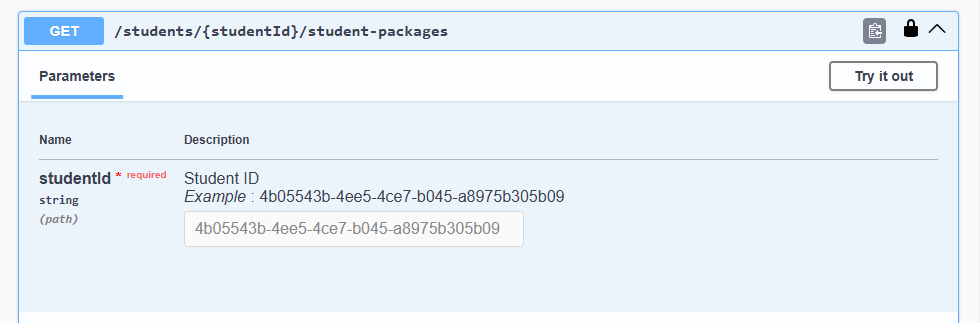 GET /students/{studentId}/student-packages
Parameters Try it out
Name Description
studentId * required Student ID
string Example : 4b05543b-4ee5-4ce7-b045-a8975b305b09
(path) 4b05543b-4ee5-4ce7-b045-a8975b305b09